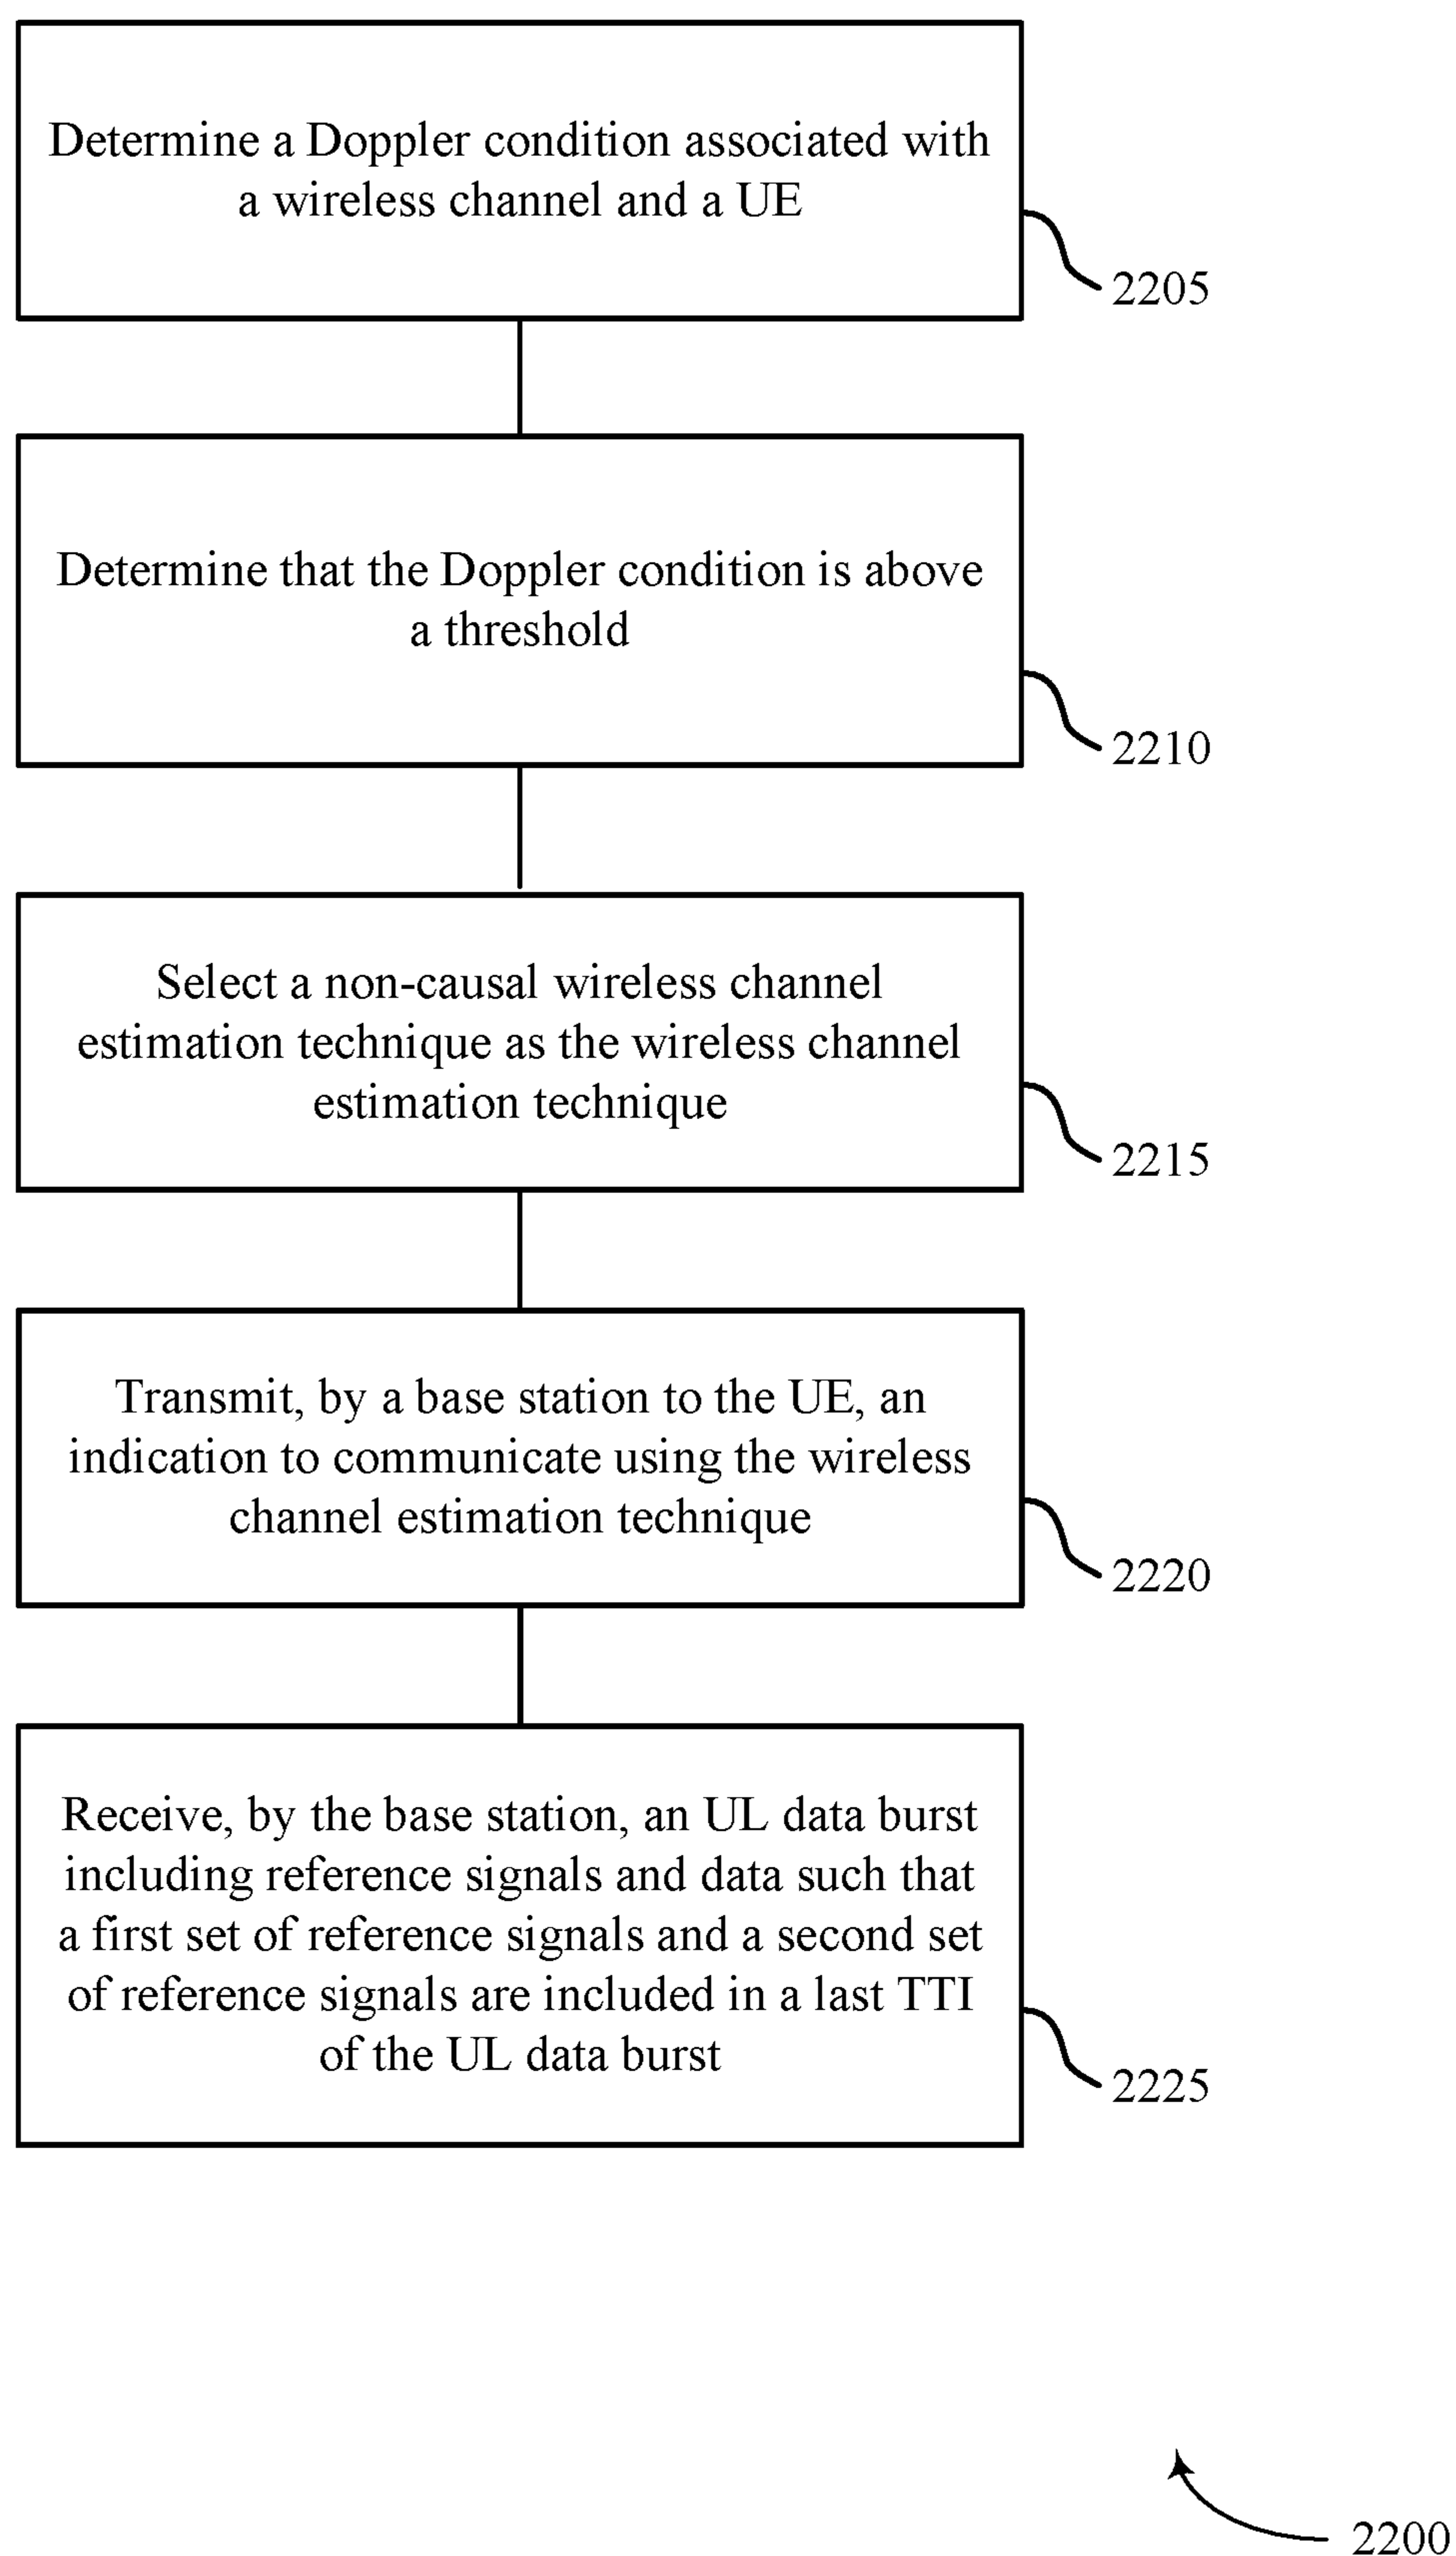 Determine a Doppler condition associated with
a wireless channel and a UE
2205
Determine that the Doppler condition is above
a threshold
2210
Select a non-causal wireless channel
estimation technique as the wireless channel
estimation technique
2215
Transmit, by a base station to the UE, an
indication to communicate using the wireless
channel estimation technique
2220
Receive, by the base station, an UL data burst
including reference signals and data such that
a first set of reference signals and a second set
of reference signals are included in a last TTI
of the UL data burst
2225
2200